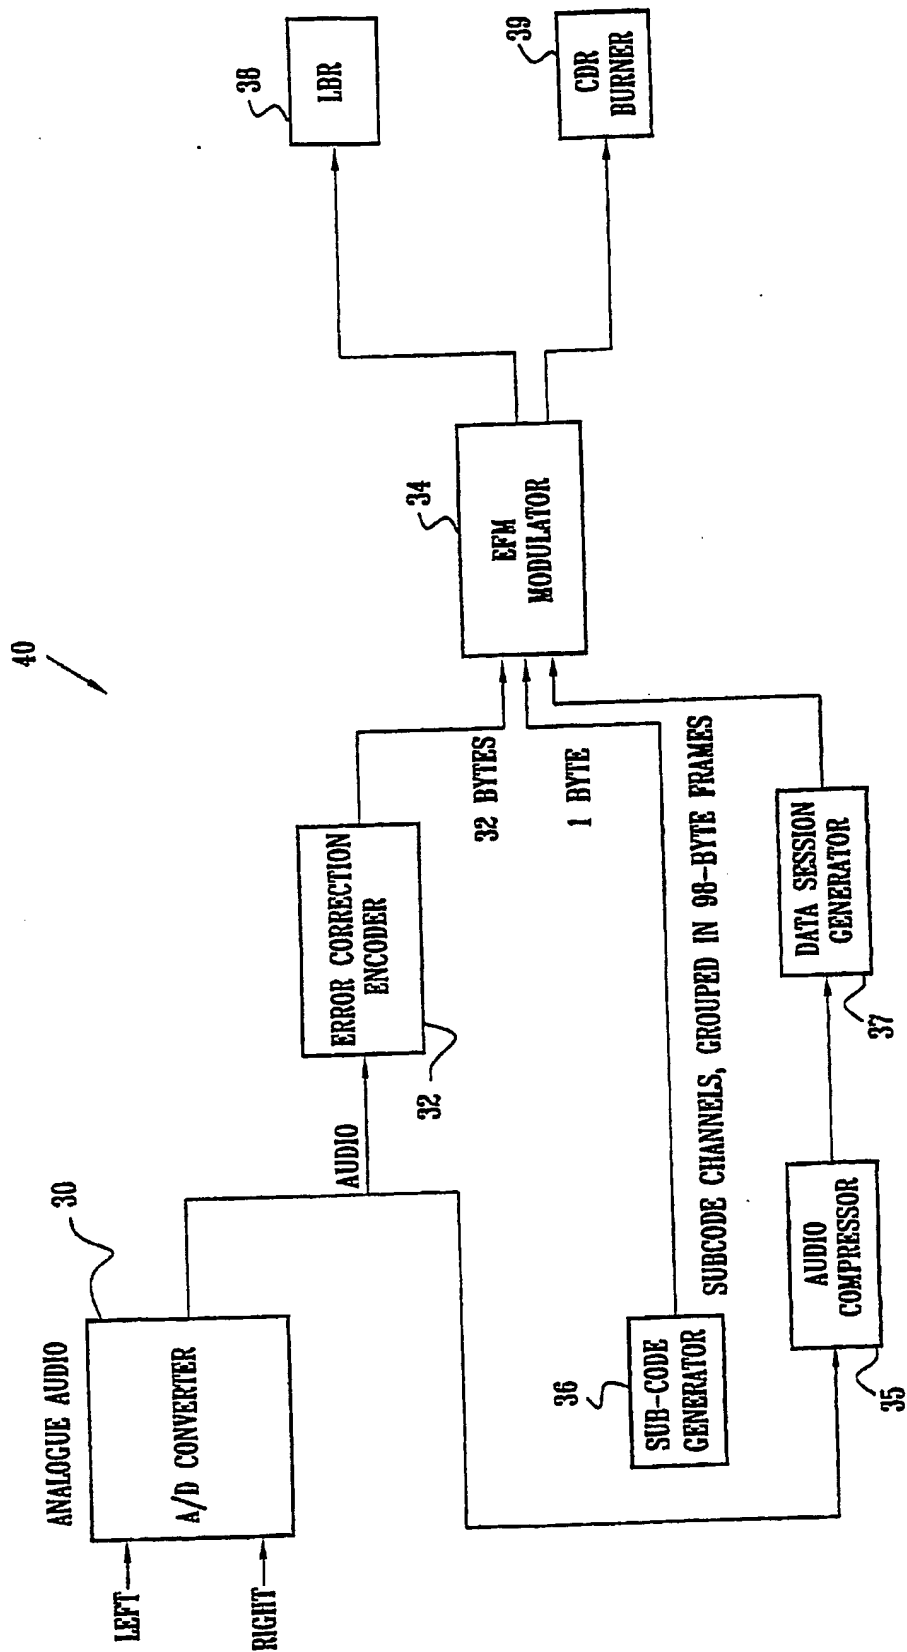 40
ANALOGUE AUDIO
30
LEFT
RIGHT
A/D CONVERTER
AUDIO
ERROR CORRECTION
ENCODER
32
32 BYTES
1 BYTE
36
SUB-CODE
GENERATOR
SUBCODE CHANNELS, GROUPED IN 98-BYTE FRAMES
AUDIO
COMPRESSOR
35
DATA SESSION
GENERATOR
37
34
EFM
MODULATOR
38
LBR
39
CDR
BURNER